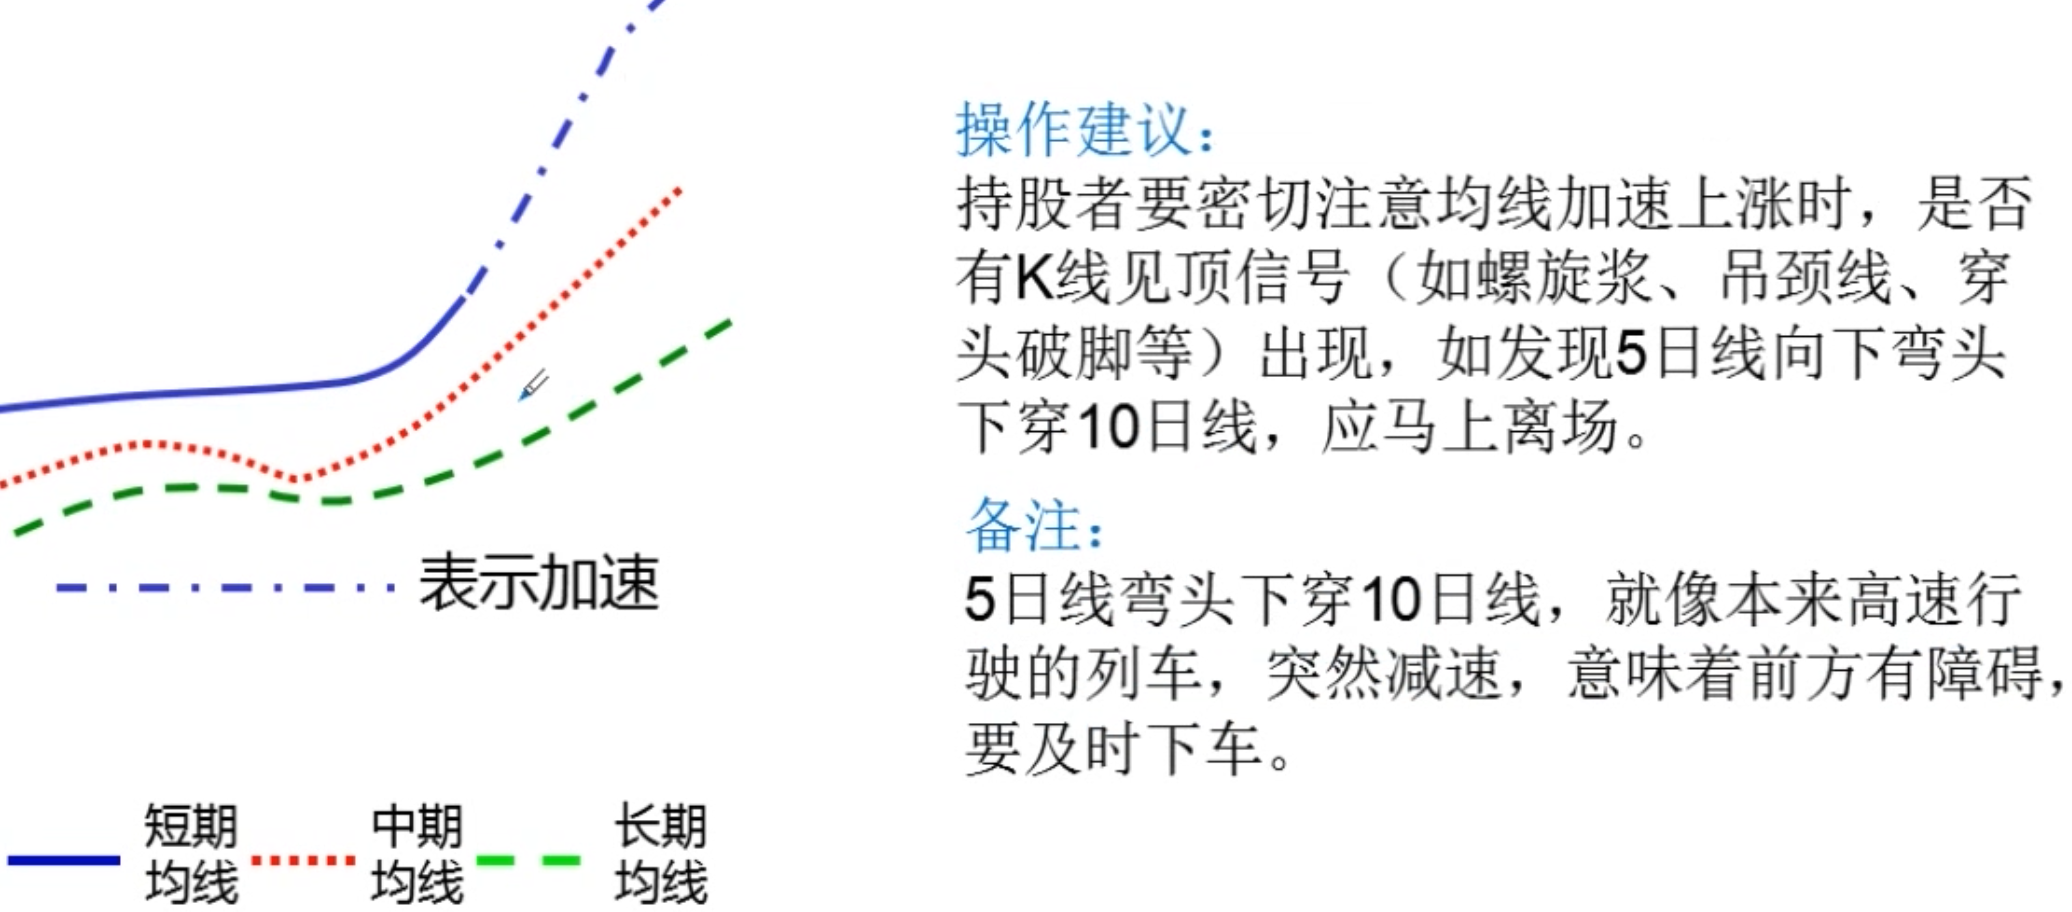 操作建议：
持股者要密切注意均线加速上涨时，是否
有K线见顶信号（如螺旋桨、吊颈线、穿
头破脚等）出现，如发现5日线向下弯头
下穿10日线，应马上离场。
备注：
5日线弯头下穿10日线，就像本来高速行
驶的列车，突然减速，意味着前方有障碍，
要及时下车。
表示加速
短期
均线
中期
均线
长期
均线